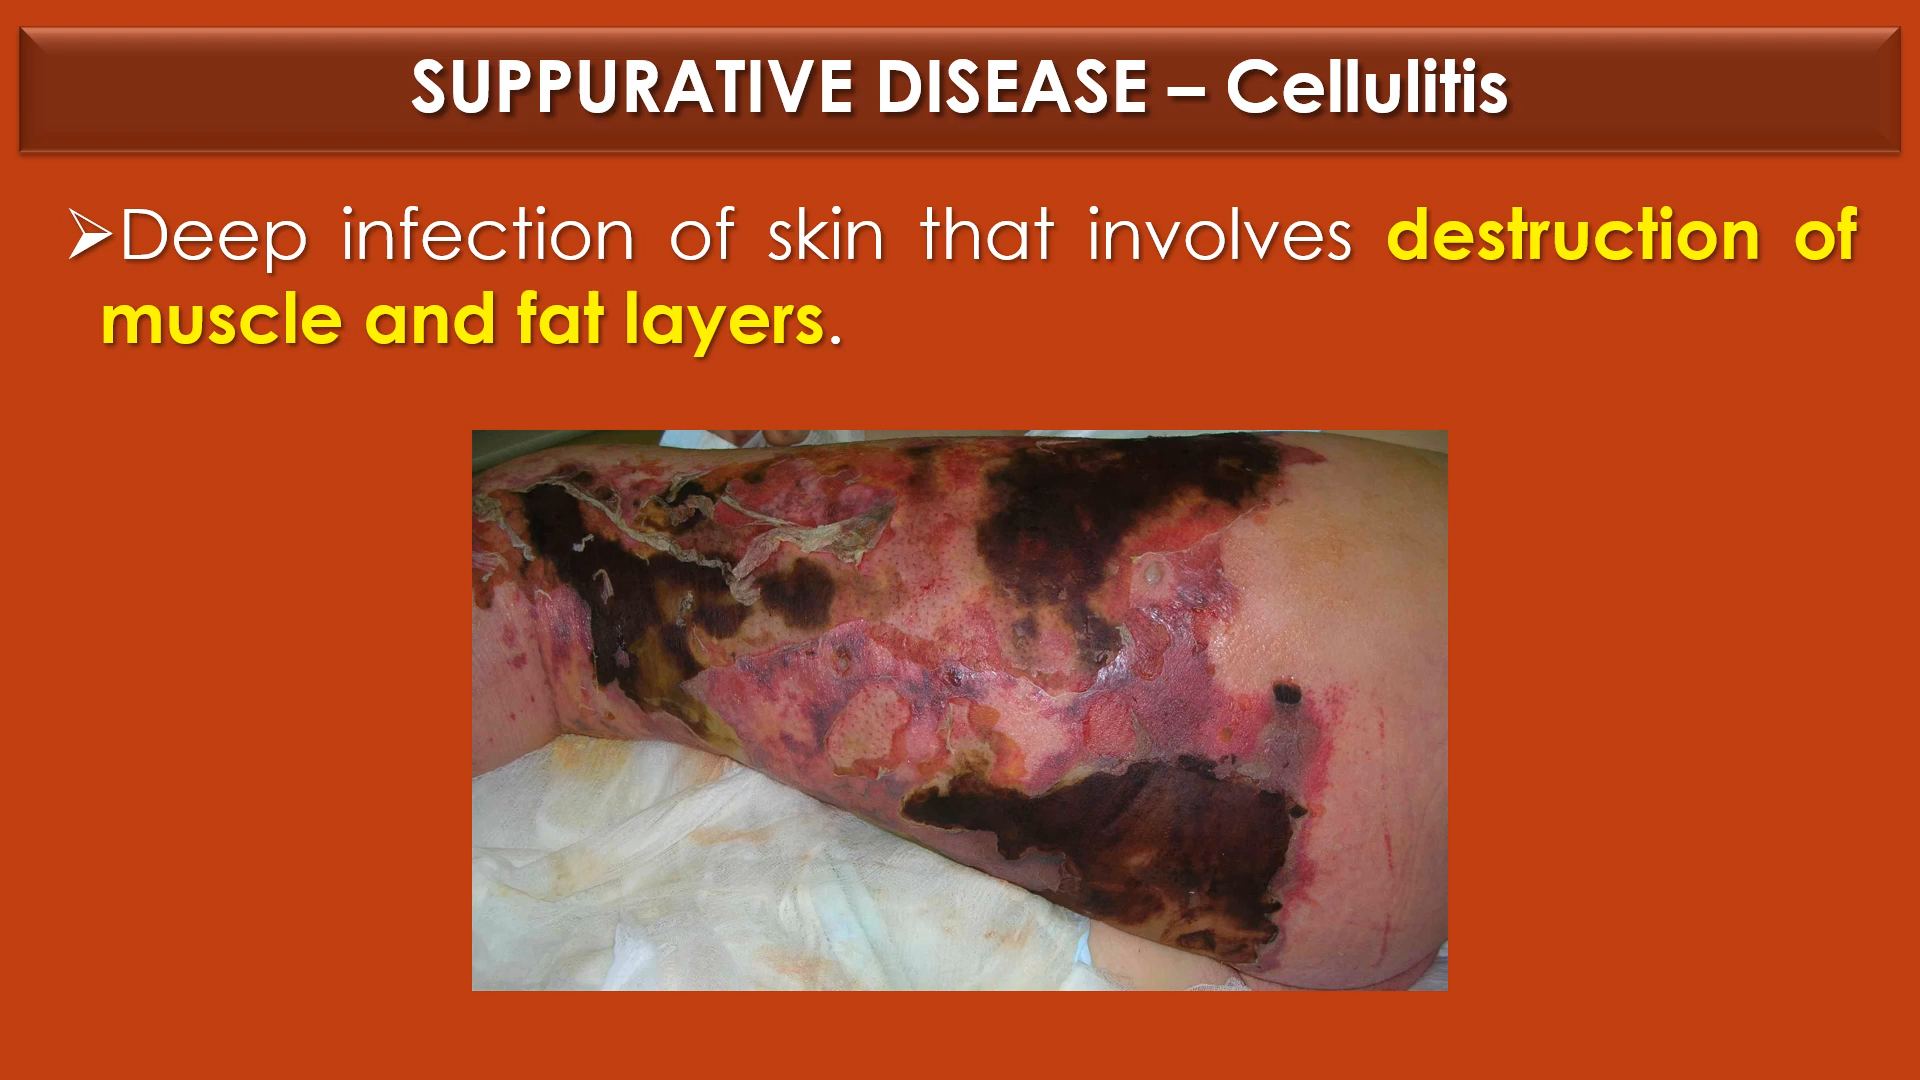 SUPPURATIVE DISEASE – Cellulitis
➢Deep infection of skin that involves destruction of
muscle and fat layers.